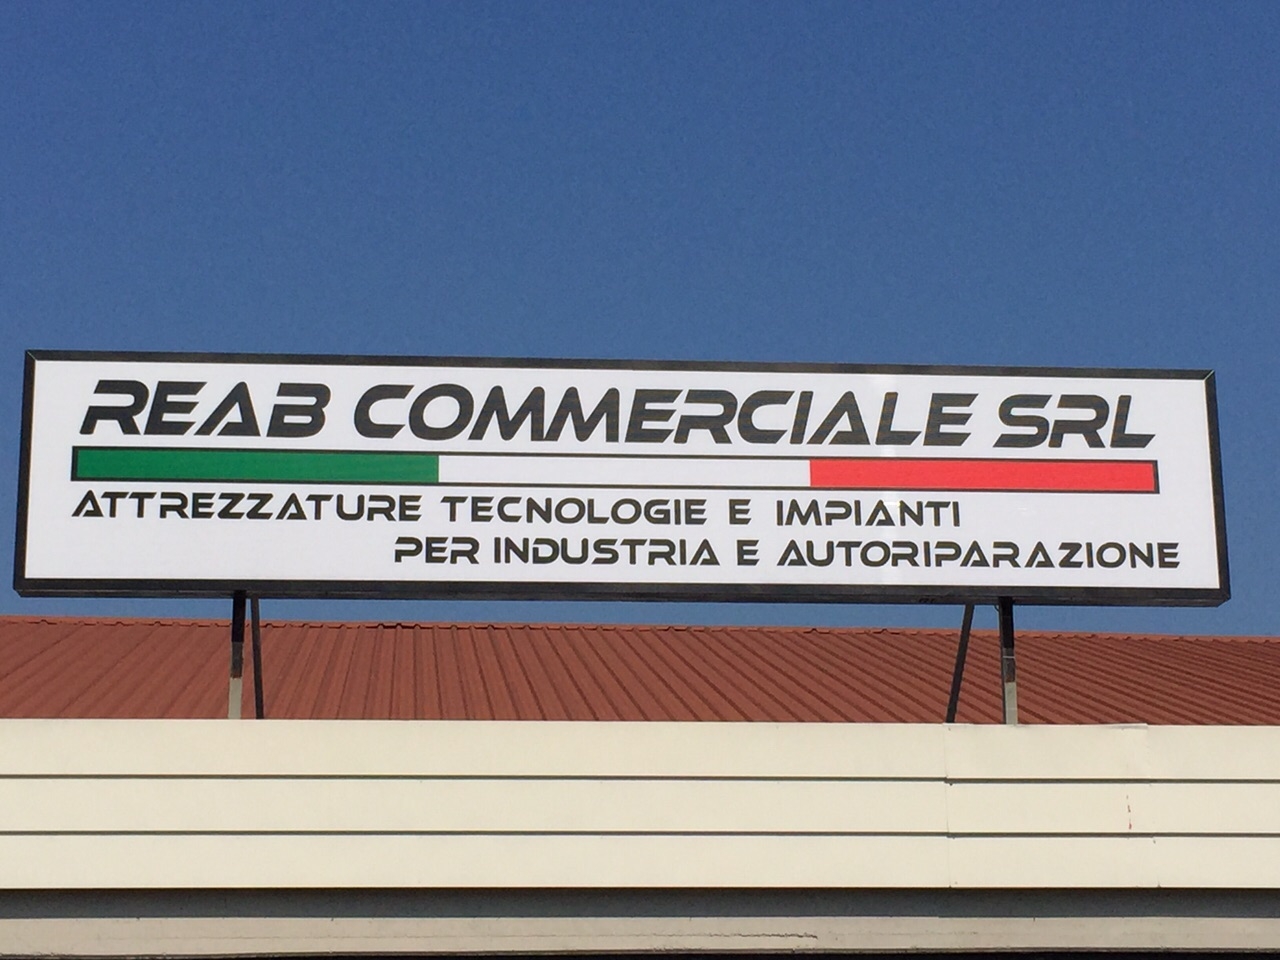 REAB COMMERCIALE SRL
ATTREZZATURE TECNOLOGIE E IMPIANTI
PER INDUSTRIA E AUTORIPARAZIONE